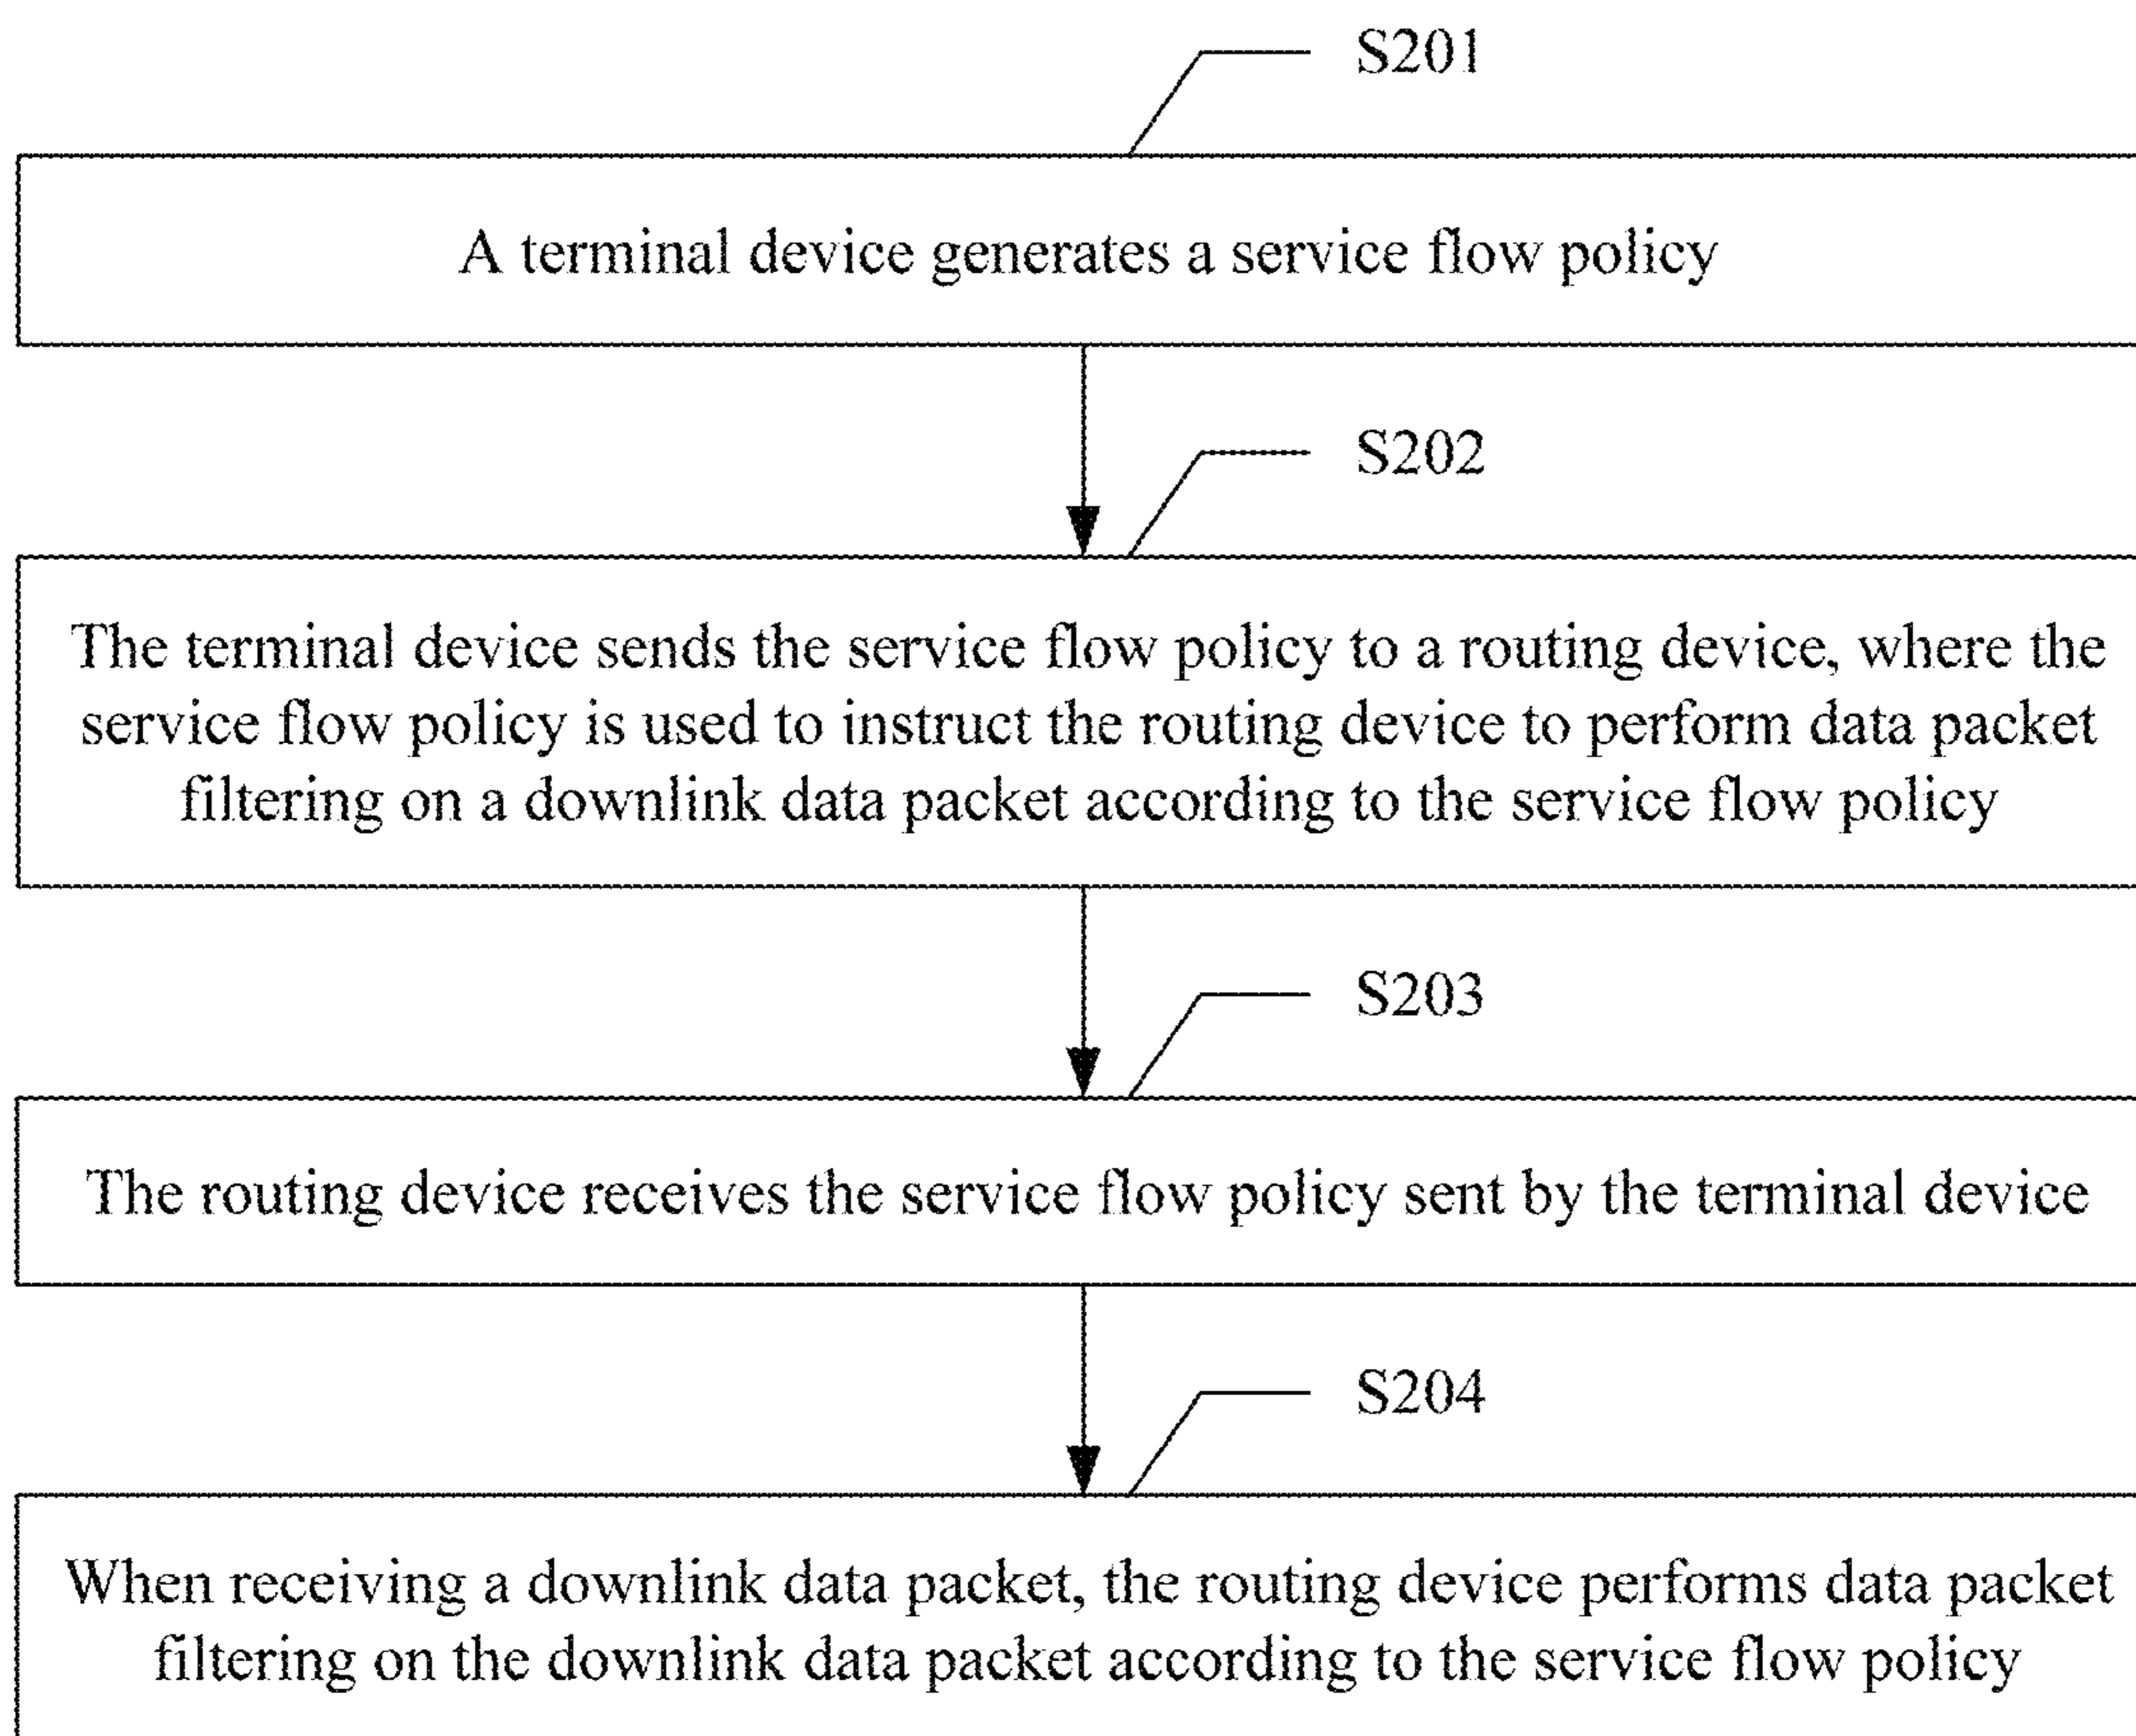 S201
A terminal device generates a service flow policy
S202
The terminal device sends the service flow policy to a routing device, where the
service flow policy is used to instruct the routing device to perform data packet
filtering on a downlink data packet according to the service flow policy
S203
The routing device receives the service flow policy sent by the terminal device
S204
When receiving a downlink data packet, the routing device performs data packet
filtering on the downlink data packet according to the service flow policy